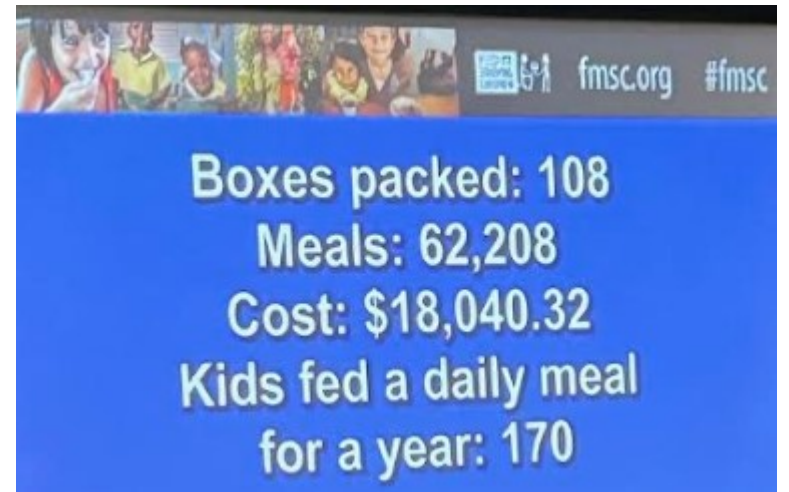 fmsc.org #fmsc
Boxes packed: 108
Meals: 62,208
Cost: $18,040.32
Kids fed a daily meal
for a year: 170